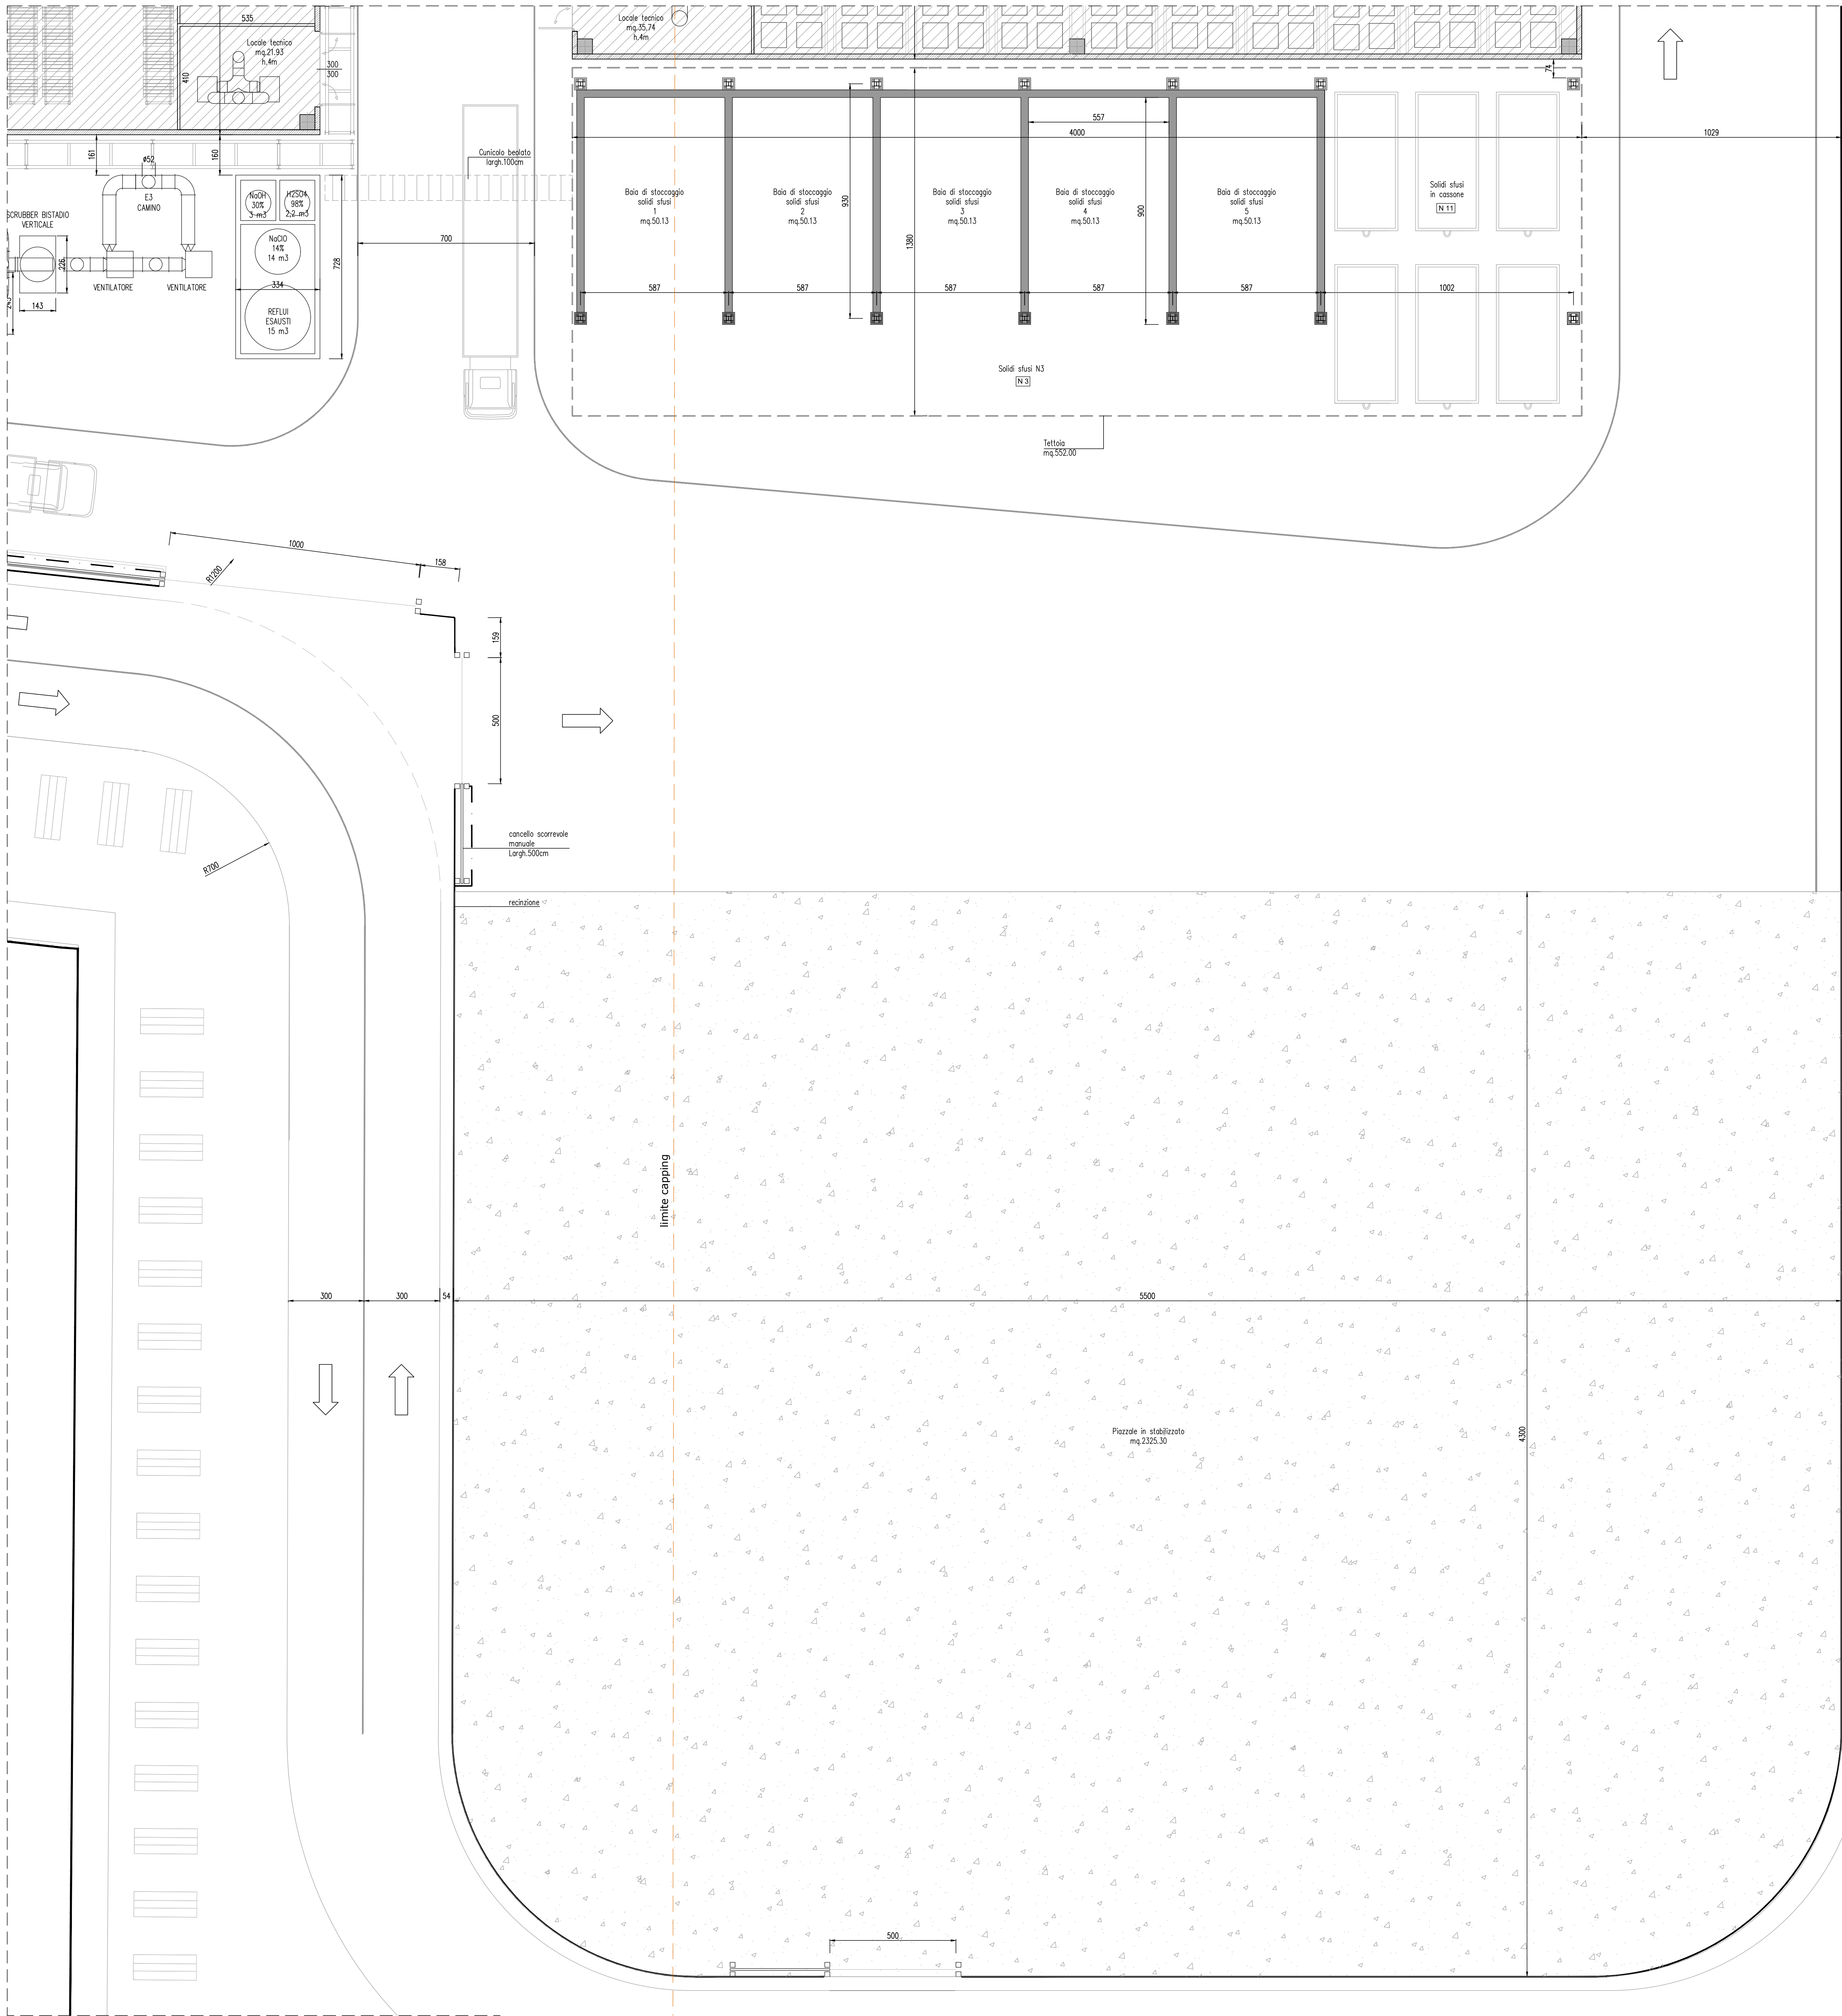 535
Locale tecnico
mq.21.93
h.4m
410
300
300
Locale tecnico
mq.35.74
h.4m
74
161
160
ø52
E3
CAMINO
SCRUBBER BISTADIO
VERTICALE
226
143
VENTILATORE
VENTILATORE
NaOH
30%
3 m3
H2SO4
98%
2,2 m3
NaClO
14%
14 m3
334
REFLUI
ESAUSTI
15 m3
728
700
Cunicolo beolato
largh.100cm
4000
557
1029
Baia di stoccaggio
solidi sfusi
1
mq.50.13
Baia di stoccaggio
solidi sfusi
2
mq.50.13
930
Baia di stoccaggio
solidi sfusi
3
mq.50.13
Baia di stoccaggio
solidi sfusi
4
mq.50.13
900
Baia di stoccaggio
solidi sfusi
5
mq.50.13
Solidi sfusi
in cassone
N 11
1380
587
587
587
587
587
1002
Solidi sfusi N3
N 3
Tettoia
mq.552.00
1000
158
R1200
159
500
cancello scorrevole
manuale
Largh.500cm
R700
recinzione
limite capping
300
300
54
5500
4300
Piazzale in stabilizzato
mq.2325.30
500